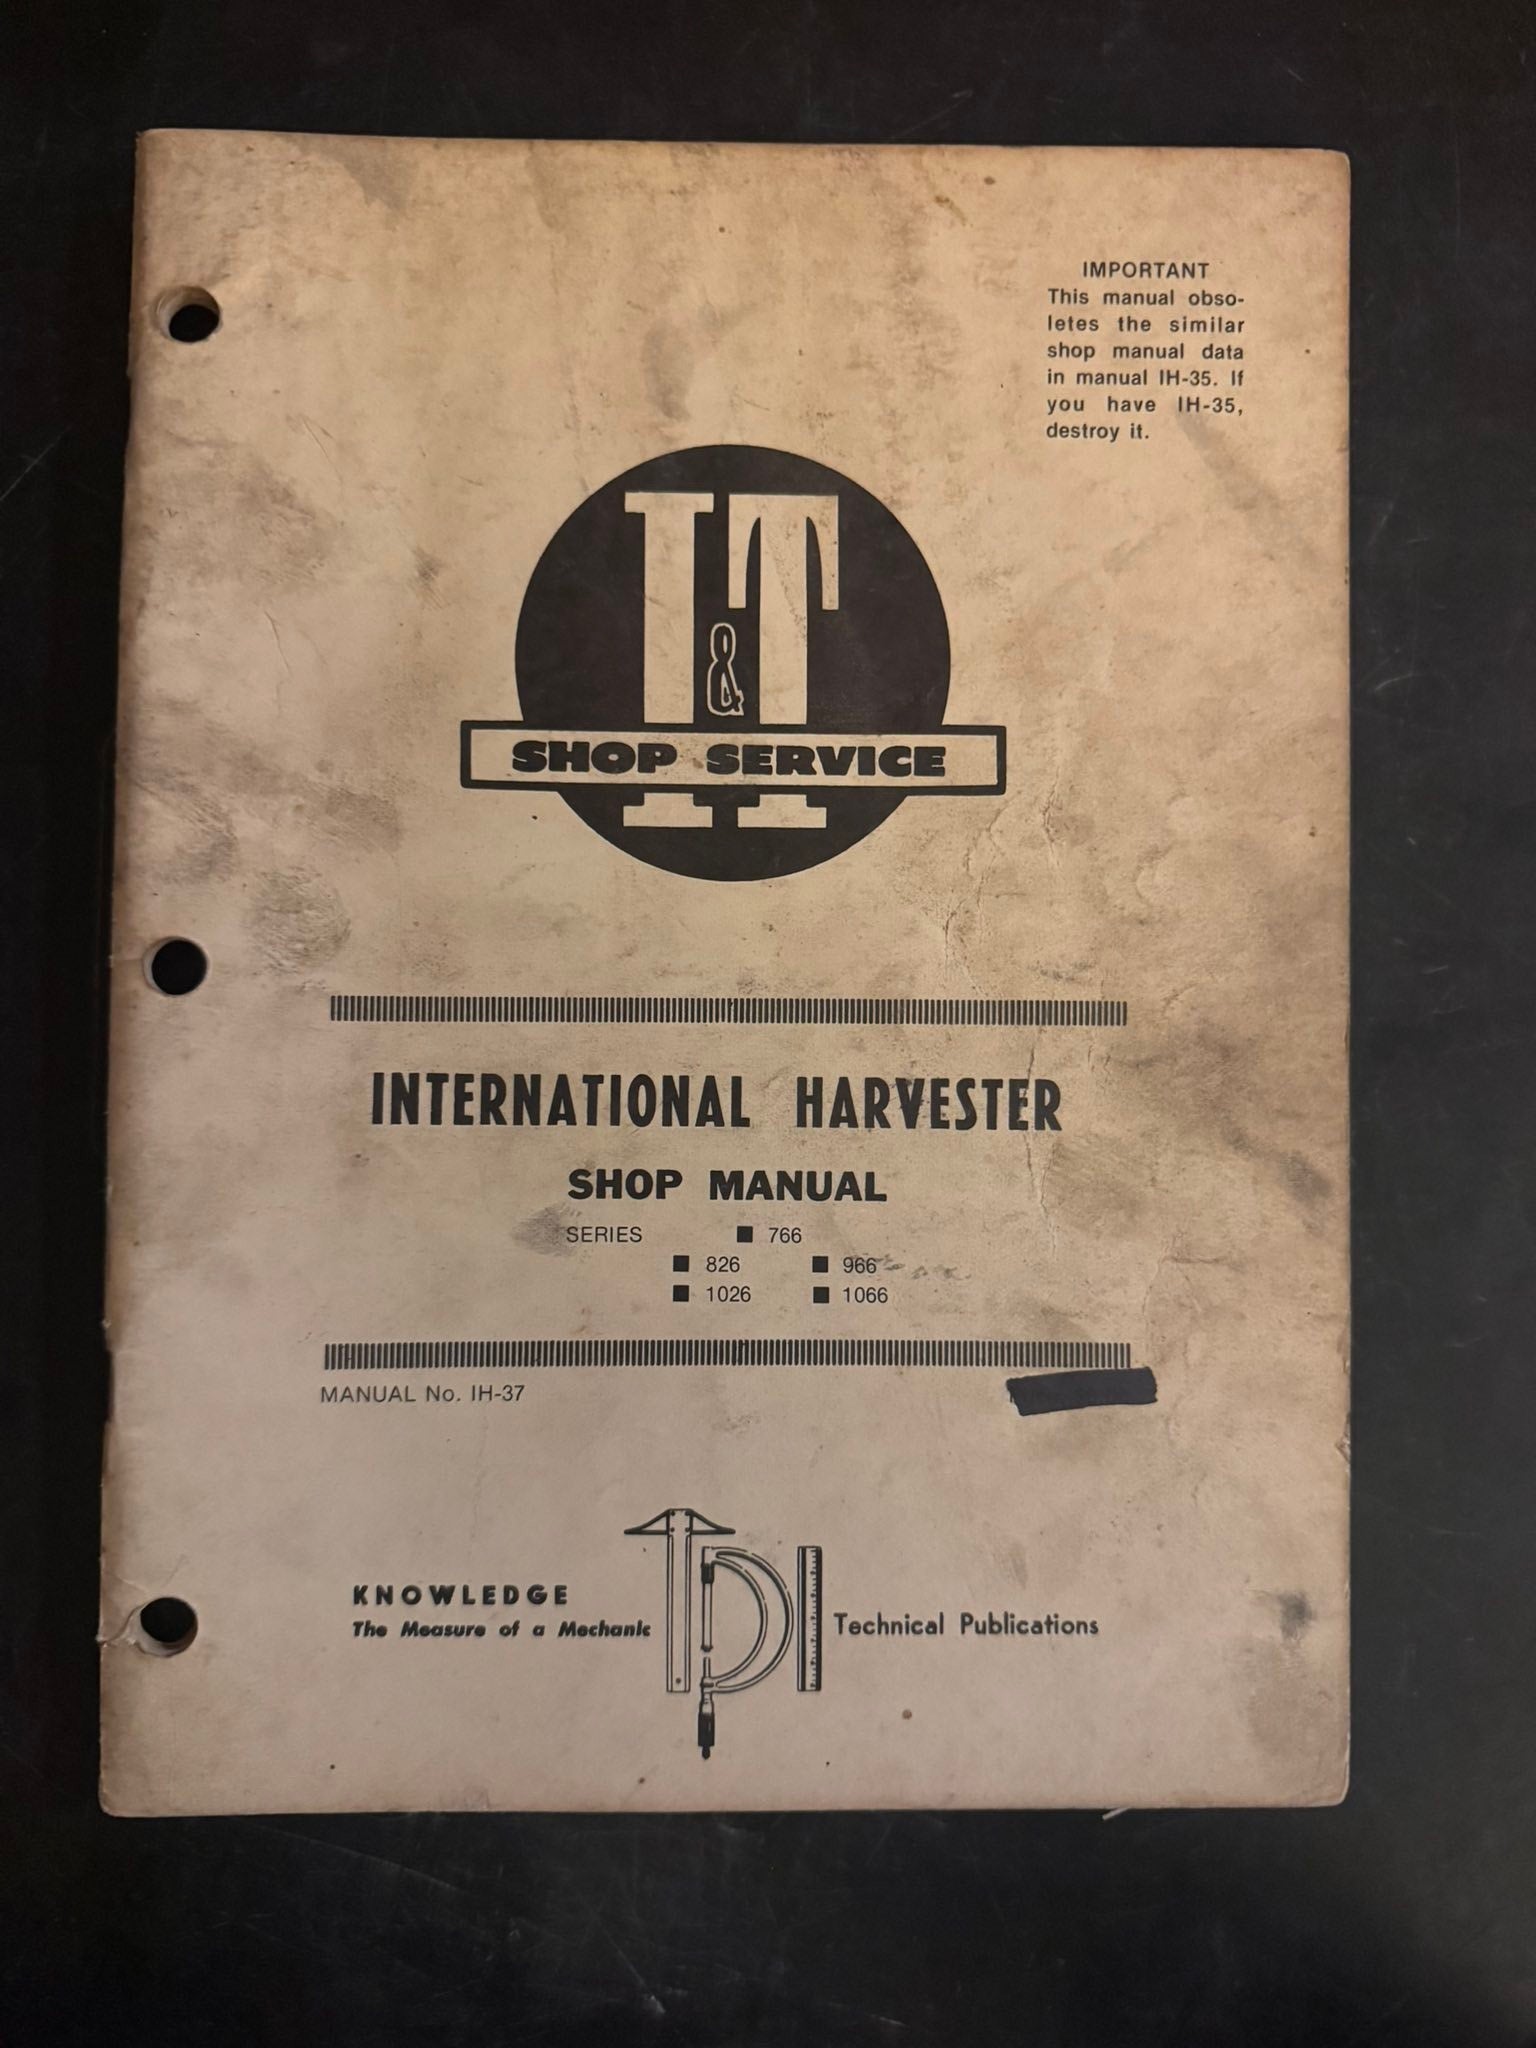 IMPORTANT
This manual obso-
letes the similar
shop manual data
in manual IH-35. If
you have IH-35,
destroy it.
I&T
SHOP SERVICE
INTERNATIONAL HARVESTER
SHOP MANUAL
SERIES ■ 766
■ 826 ■ 966
■ 1026 ■ 1066
MANUAL No. IH-37
KNOWLEDGE
The Measure of a Mechanic
TPI
Technical Publications